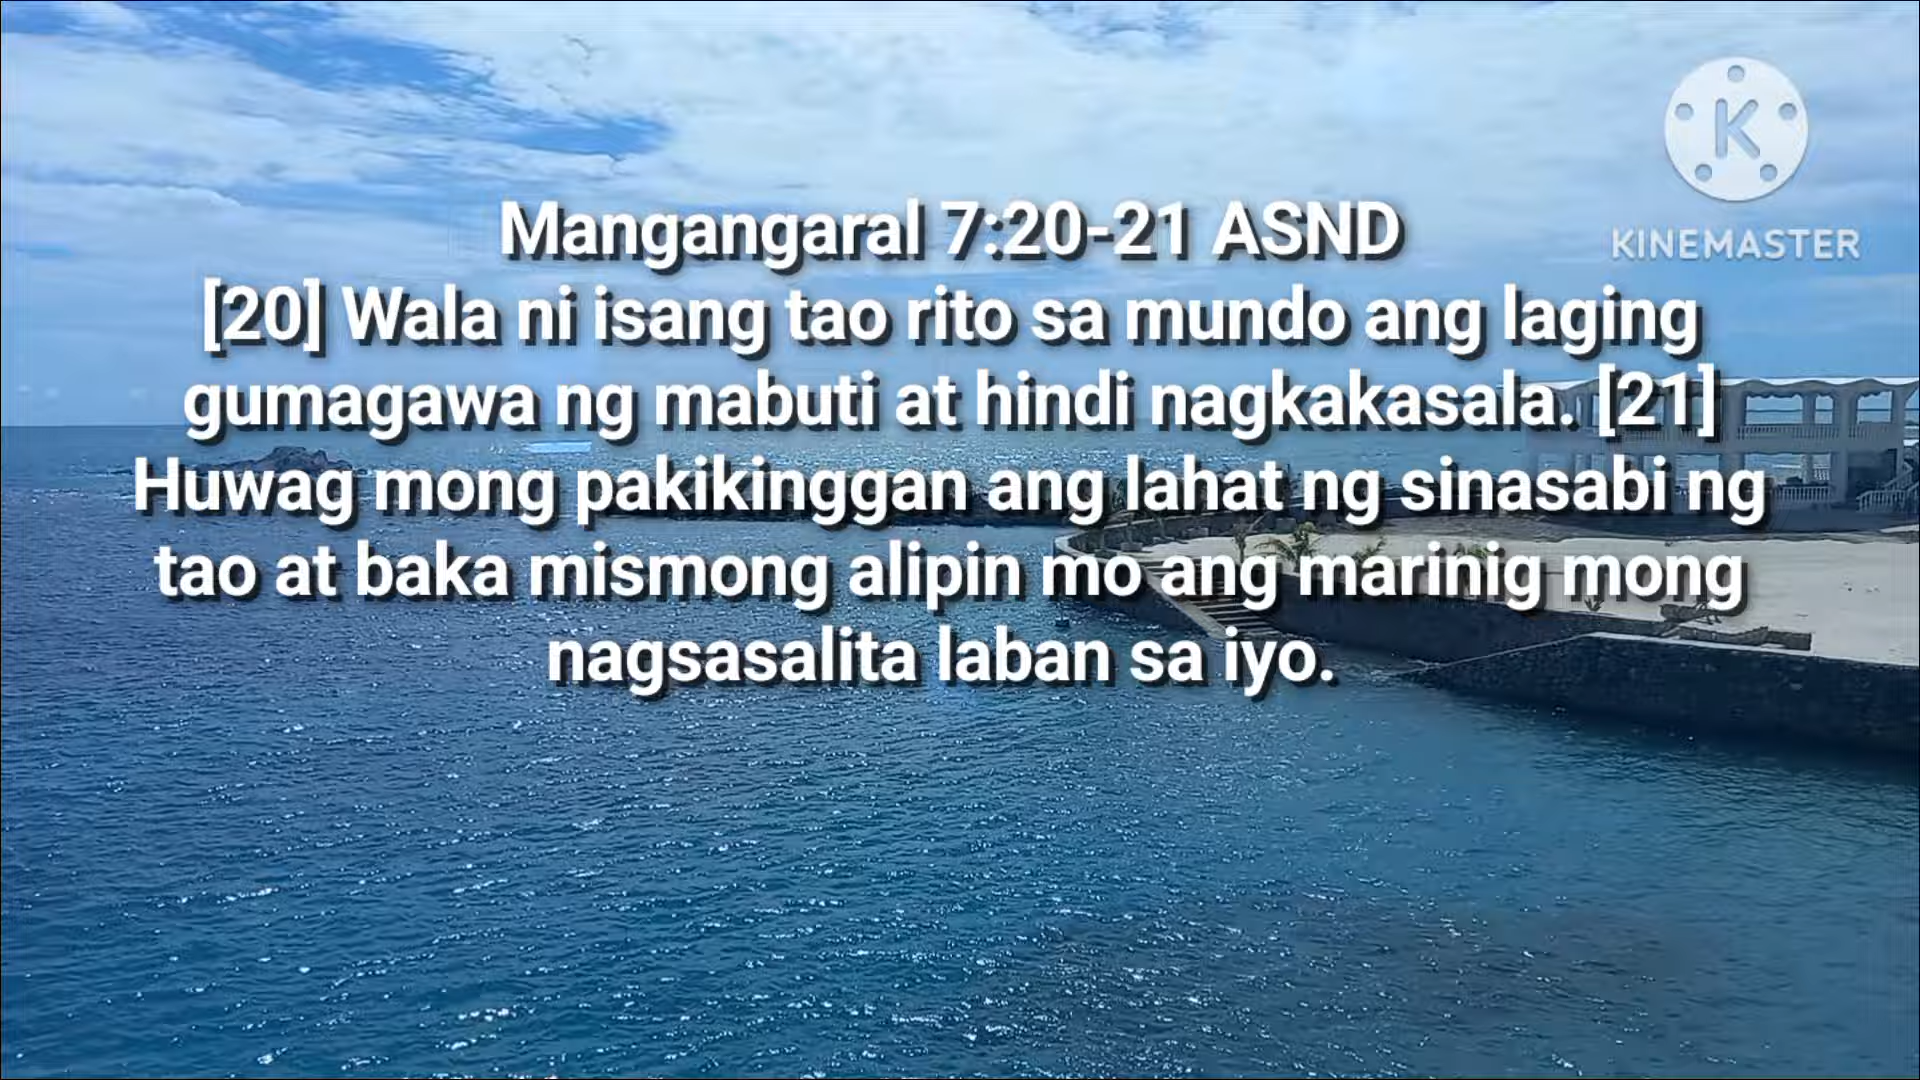 KINEMASTER
Mangangaral 7:20-21 ASND
[20] Wala ni isang tao rito sa mundo ang laging
gumagawa ng mabuti at hindi nagkakasala. [21]
Huwag mong pakikinggan ang lahat ng sinasabi ng
tao at baka mismong alipin mo ang marinig mong
nagsasalita laban sa iyo.